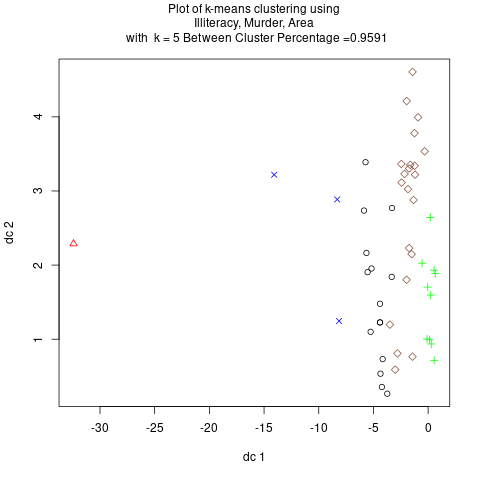 Plot of k-means clustering using
Illiteracy, Murder, Area
with  k = 5 Between Cluster Percentage =0.9591
4
3
2
1
dc 2
-30
-25
-20
-15
-10
-5
0
dc 1